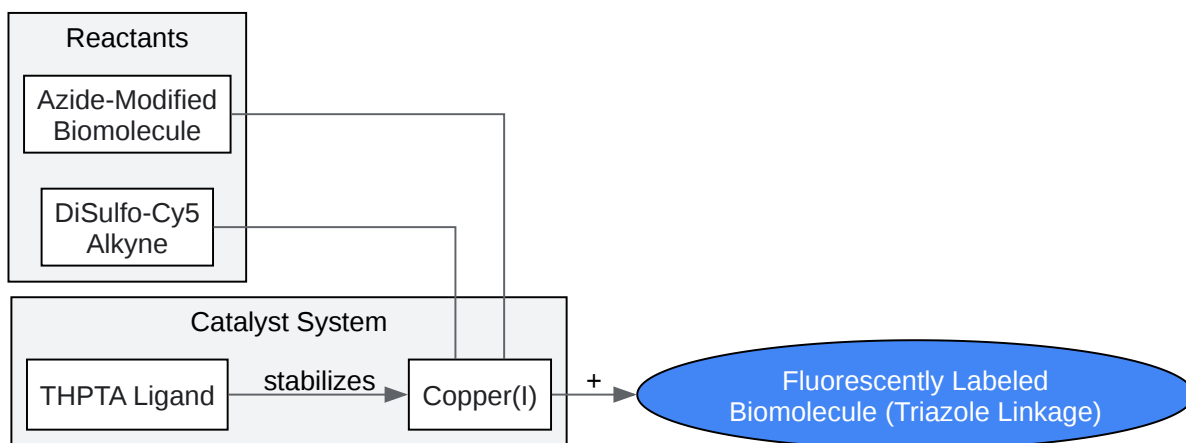 Reactants
Azide-Modified
Biomolecule
DiSulfo-Cy5
Alkyne
Catalyst System
THPTA Ligand
stabilizes
Copper(I)
+
Fluorescently Labeled
Biomolecule (Triazole Linkage)